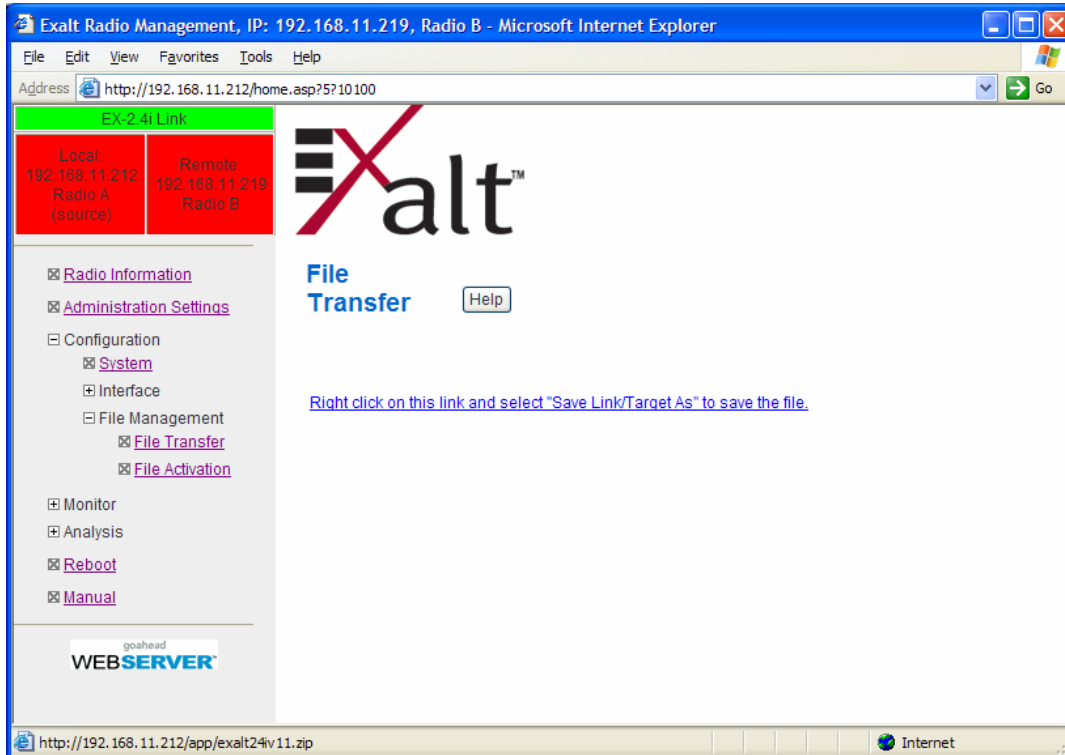 Exalt Radio Management, IP: 192.168.11.219, Radio B - Microsoft Internet Explorer
File Edit View Favorites Tools Help
Address http://192.168.11.212/home.asp?5?10100 Go
EX-2.4i Link
Local:
192.168.11.212
Radio A
(source)
Remote:
192.168.11.219
Radio B
Radio Information
Administration Settings
Configuration
System
Interface
File Management
File Transfer
File Activation
Monitor
Analysis
Reboot
Manual
goahead
WEBSERVER
EXalt™
File
Transfer
Help
Right click on this link and select "Save Link/Target As" to save the file.
http://192.168.11.212/app/exalt24iv11.zip
Internet